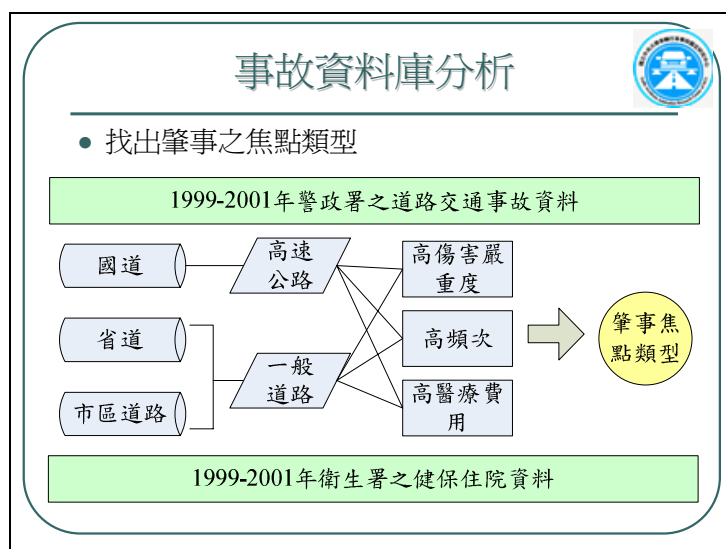 事故資料庫分析
找出肇事之焦點類型
1999-2001年警政署之道路交通事故資料
國道
高速
公路
高傷害嚴
重度
省道
高頻次
肇事焦
點類型
一般
道路
市區道路
高醫療費
用
1999-2001年衛生署之健保住院資料